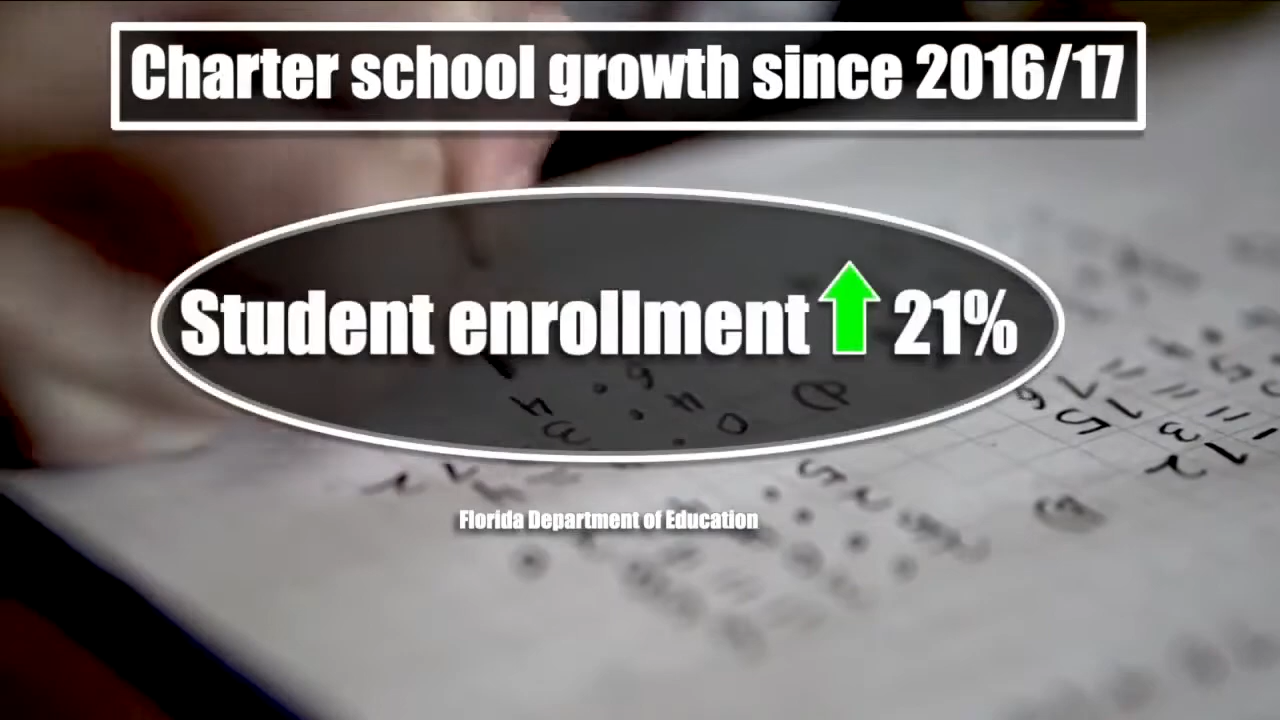 Charter school growth since 2016/17
Student enrollment 21%
Florida Department of Education